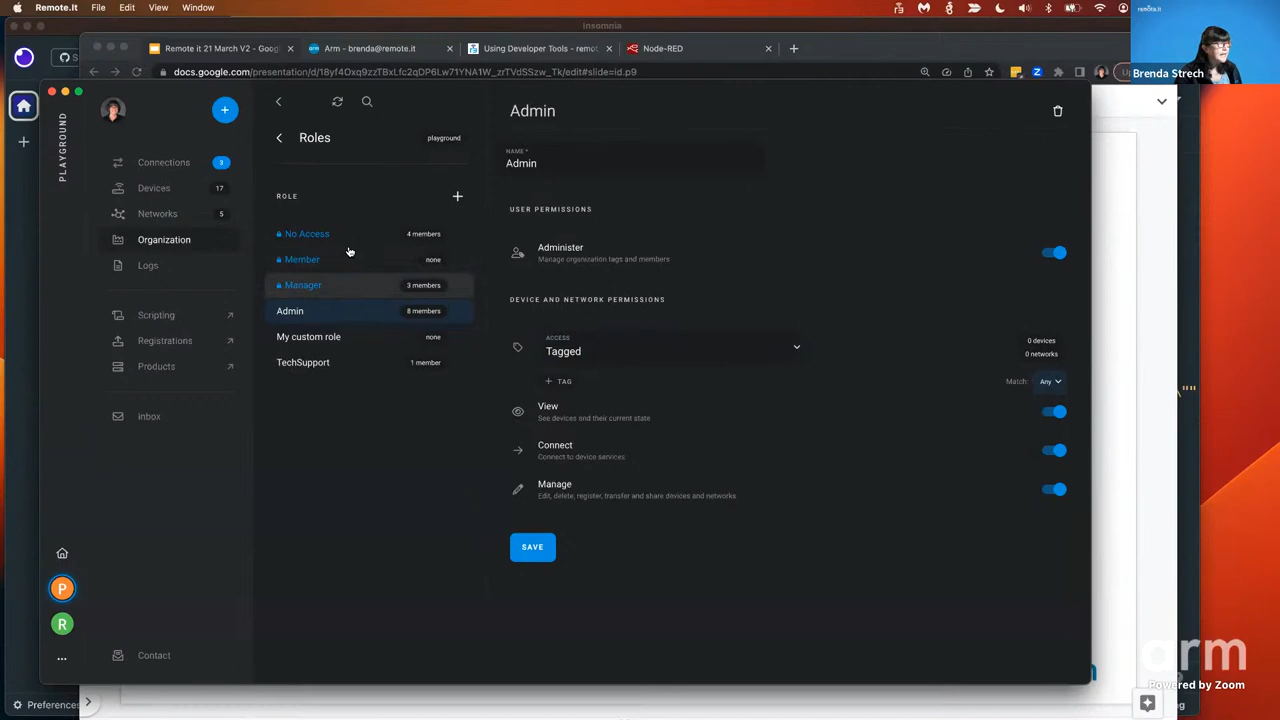 Remote.It File Edit View Window
Insomnia
remote.it
Brenda Strech
Remote it 21 March V2 - Goog
Arm - brenda@remote.it
Using Developer Tools - remot
Node-RED
docs.google.com/presentation/d/18yf4Oxq9zzTBxLfc2qDP6Lw71YNA1W_zrTVdSSzw_Tk/edit#slide=id.p9
PLAYGROUND
Connections 3
Devices 17
Networks 5
Organization
Logs
Scripting
Registrations
Products
Inbox
P
R
Contact
Preferences
Roles playground
ROLE
No Access 4 members
Member none
Manager 3 members
Admin 8 members
My custom role none
TechSupport 1 member
Admin
NAME *
Admin
USER PERMISSIONS
Administer
Manage organization tags and members
DEVICE AND NETWORK PERMISSIONS
ACCESS
Tagged
0 devices
0 networks
TAG
Match: Any
View
See devices and their current state
Connect
Connect to device services
Manage
Edit, delete, register, transfer and share devices and networks
SAVE
\""
arm
Powered by Zoom